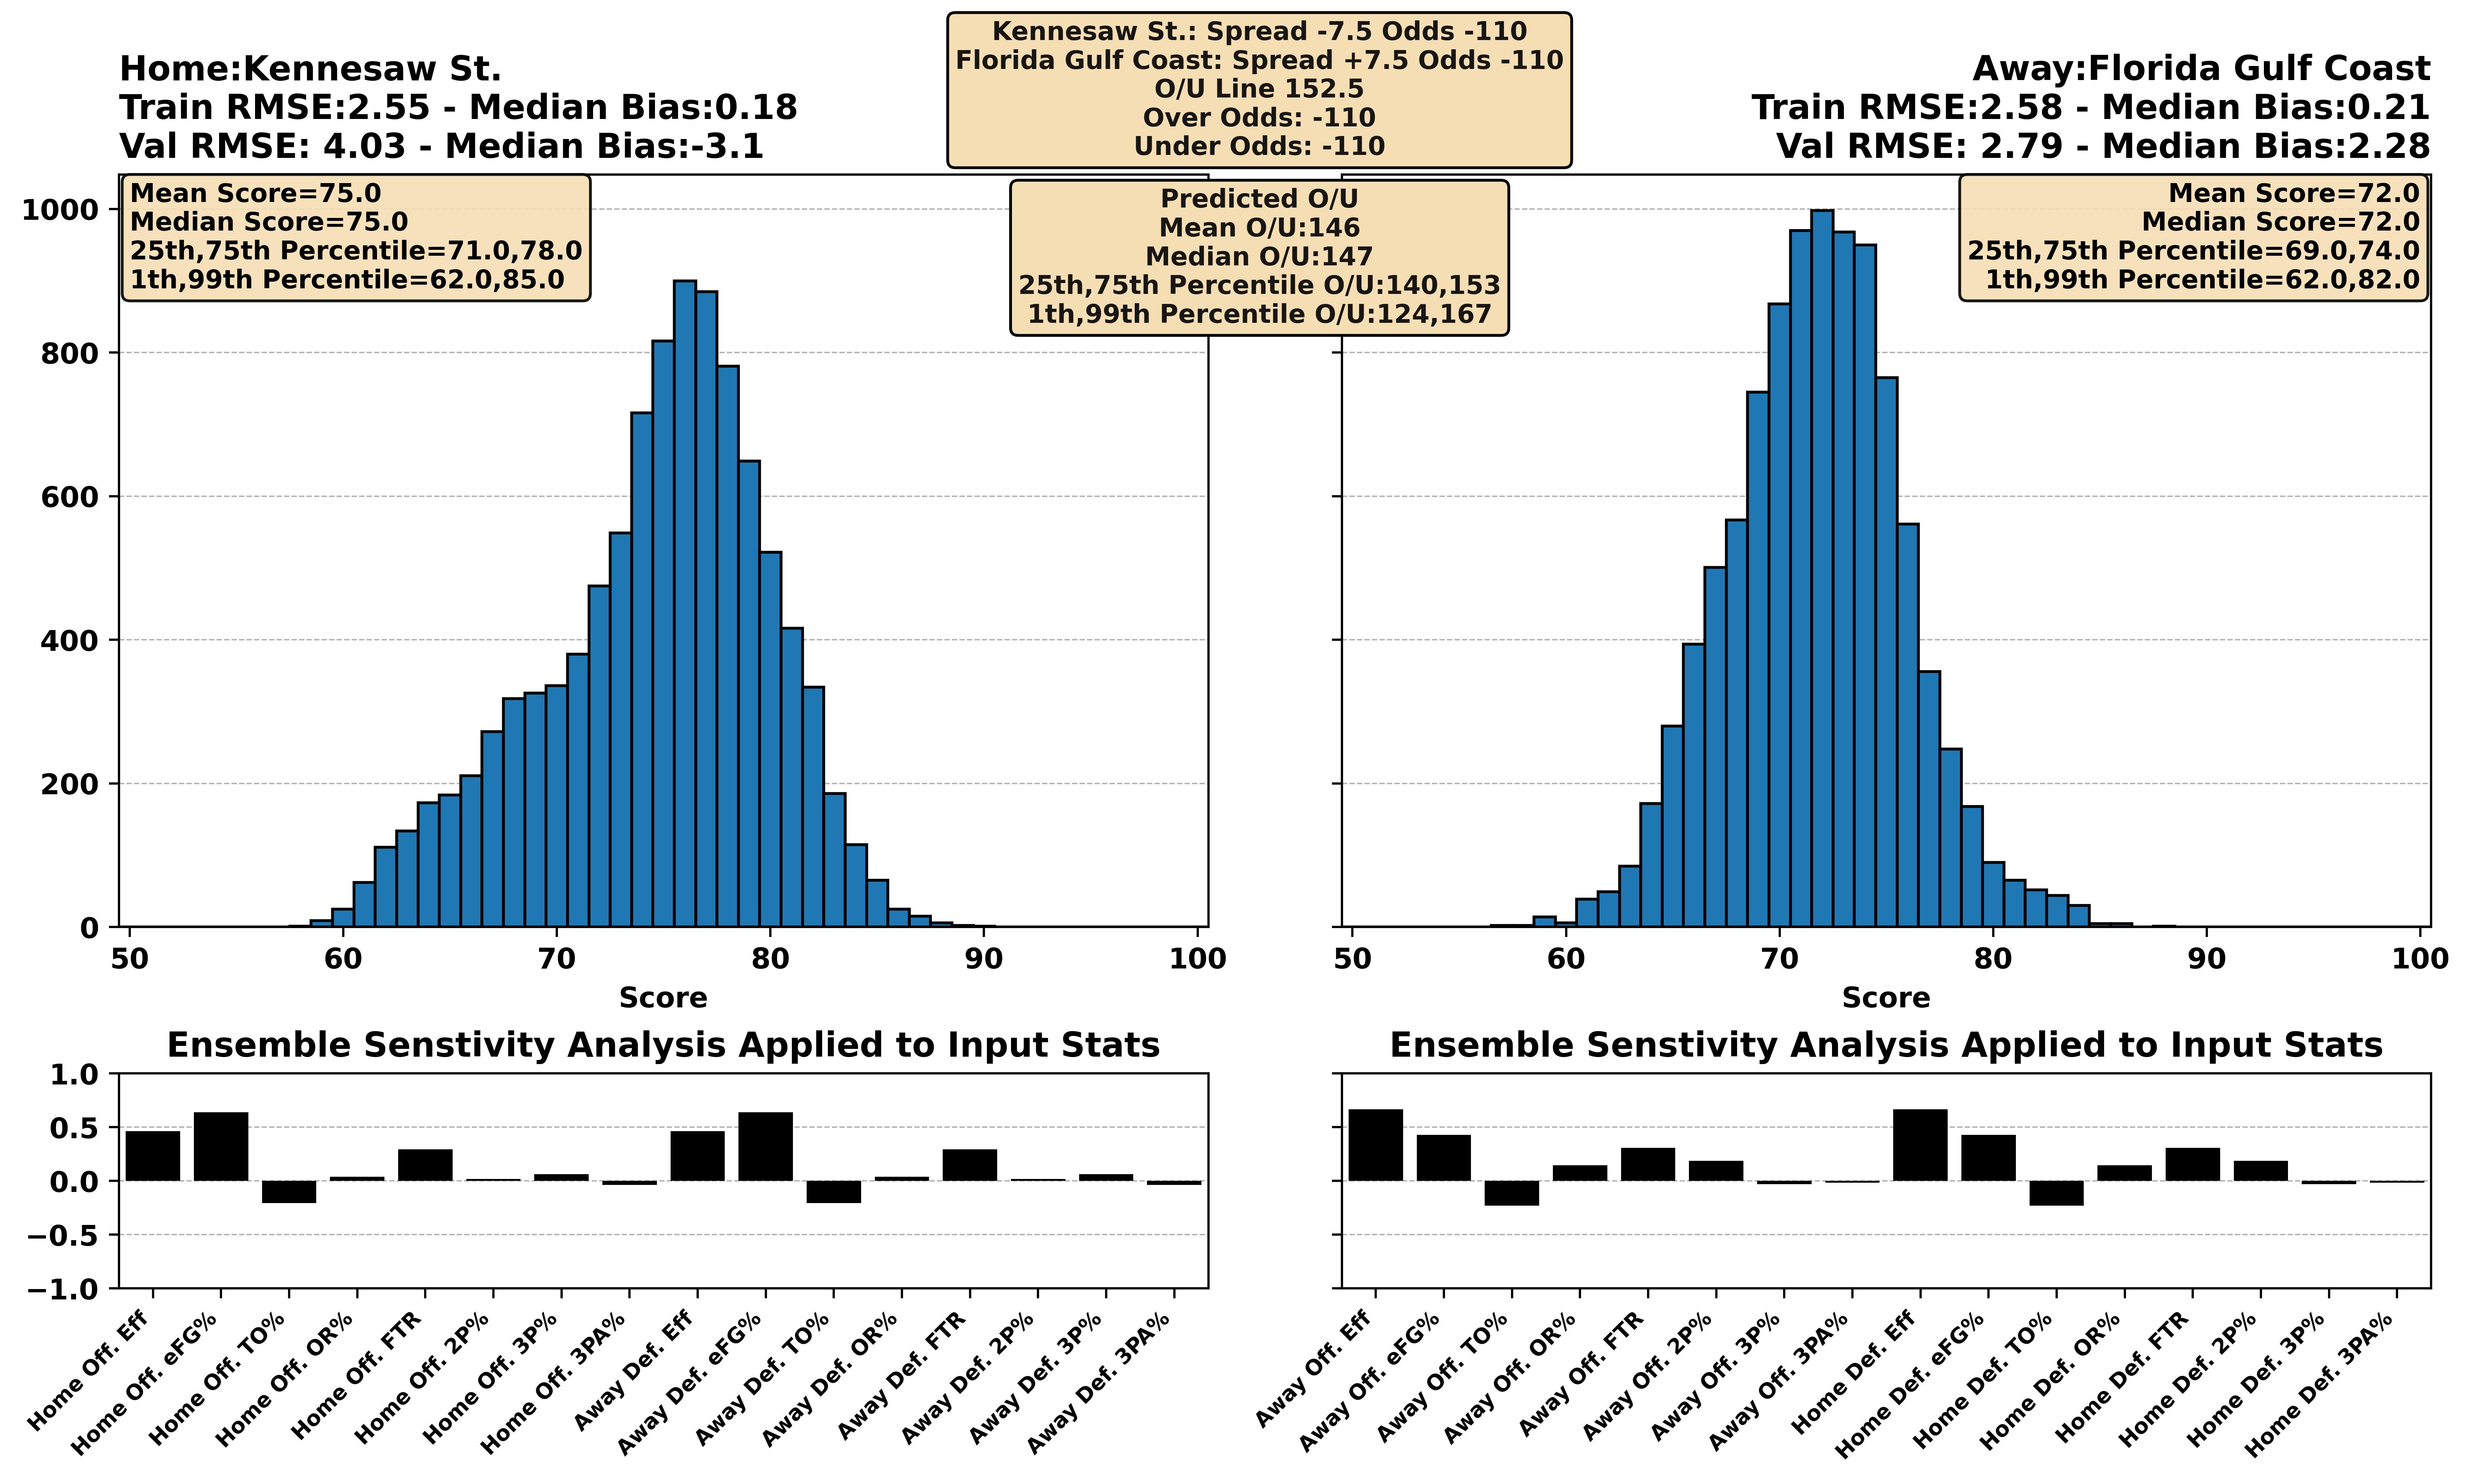 Kennesaw St.: Spread -7.5 Odds -110
Florida Gulf Coast: Spread +7.5 Odds -110
O/U Line 152.5
Over Odds: -110
Under Odds: -110
Home:Kennesaw St.
Train RMSE:2.55 - Median Bias:0.18
Val RMSE: 4.03 - Median Bias:-3.1
Away:Florida Gulf Coast
Train RMSE:2.58 - Median Bias:0.21
Val RMSE: 2.79 - Median Bias:2.28
Mean Score=75.0
Median Score=75.0
25th,75th Percentile=71.0,78.0
1th,99th Percentile=62.0,85.0
Predicted O/U
Mean O/U:146
Median O/U:147
25th,75th Percentile O/U:140,153
1th,99th Percentile O/U:124,167
Mean Score=72.0
Median Score=72.0
25th,75th Percentile=69.0,74.0
1th,99th Percentile=62.0,82.0
1000
800
600
400
200
0
50 60 70 80 90 100
Score
50 60 70 80 90 100
Score
Ensemble Senstivity Analysis Applied to Input Stats
1.0
0.5
0.0
−0.5
−1.0
Home Off. Eff
Home Off. eFG%
Home Off. TO%
Home Off. OR%
Home Off. FTR
Home Off. 2P%
Home Off. 3P%
Home Off. 3PA%
Away Def. Eff
Away Def. eFG%
Away Def. TO%
Away Def. OR%
Away Def. FTR
Away Def. 2P%
Away Def. 3P%
Away Def. 3PA%
Ensemble Senstivity Analysis Applied to Input Stats
Away Off. Eff
Away Off. eFG%
Away Off. TO%
Away Off. OR%
Away Off. FTR
Away Off. 2P%
Away Off. 3P%
Away Off. 3PA%
Home Def. Eff
Home Def. eFG%
Home Def. TO%
Home Def. OR%
Home Def. FTR
Home Def. 2P%
Home Def. 3P%
Home Def. 3PA%